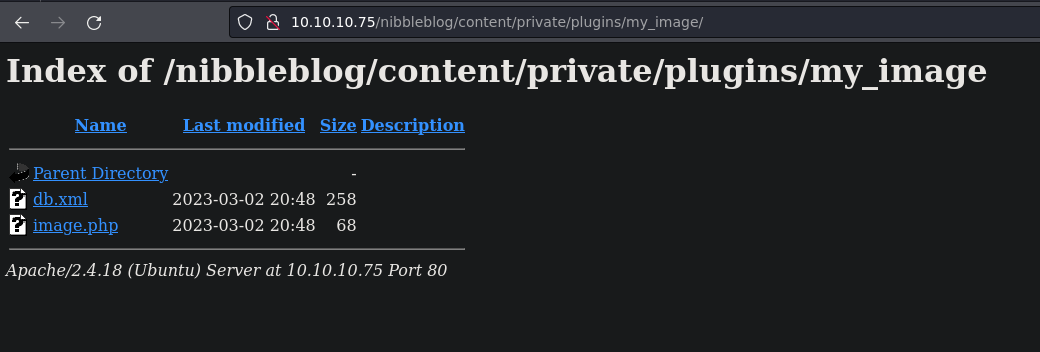 10.10.10.75/nibbleblog/content/private/plugins/my_image/
Index of /nibbleblog/content/private/plugins/my_image
Name Last modified Size Description
Parent Directory -
db.xml 2023-03-02 20:48 258
image.php 2023-03-02 20:48 68
Apache/2.4.18 (Ubuntu) Server at 10.10.10.75 Port 80